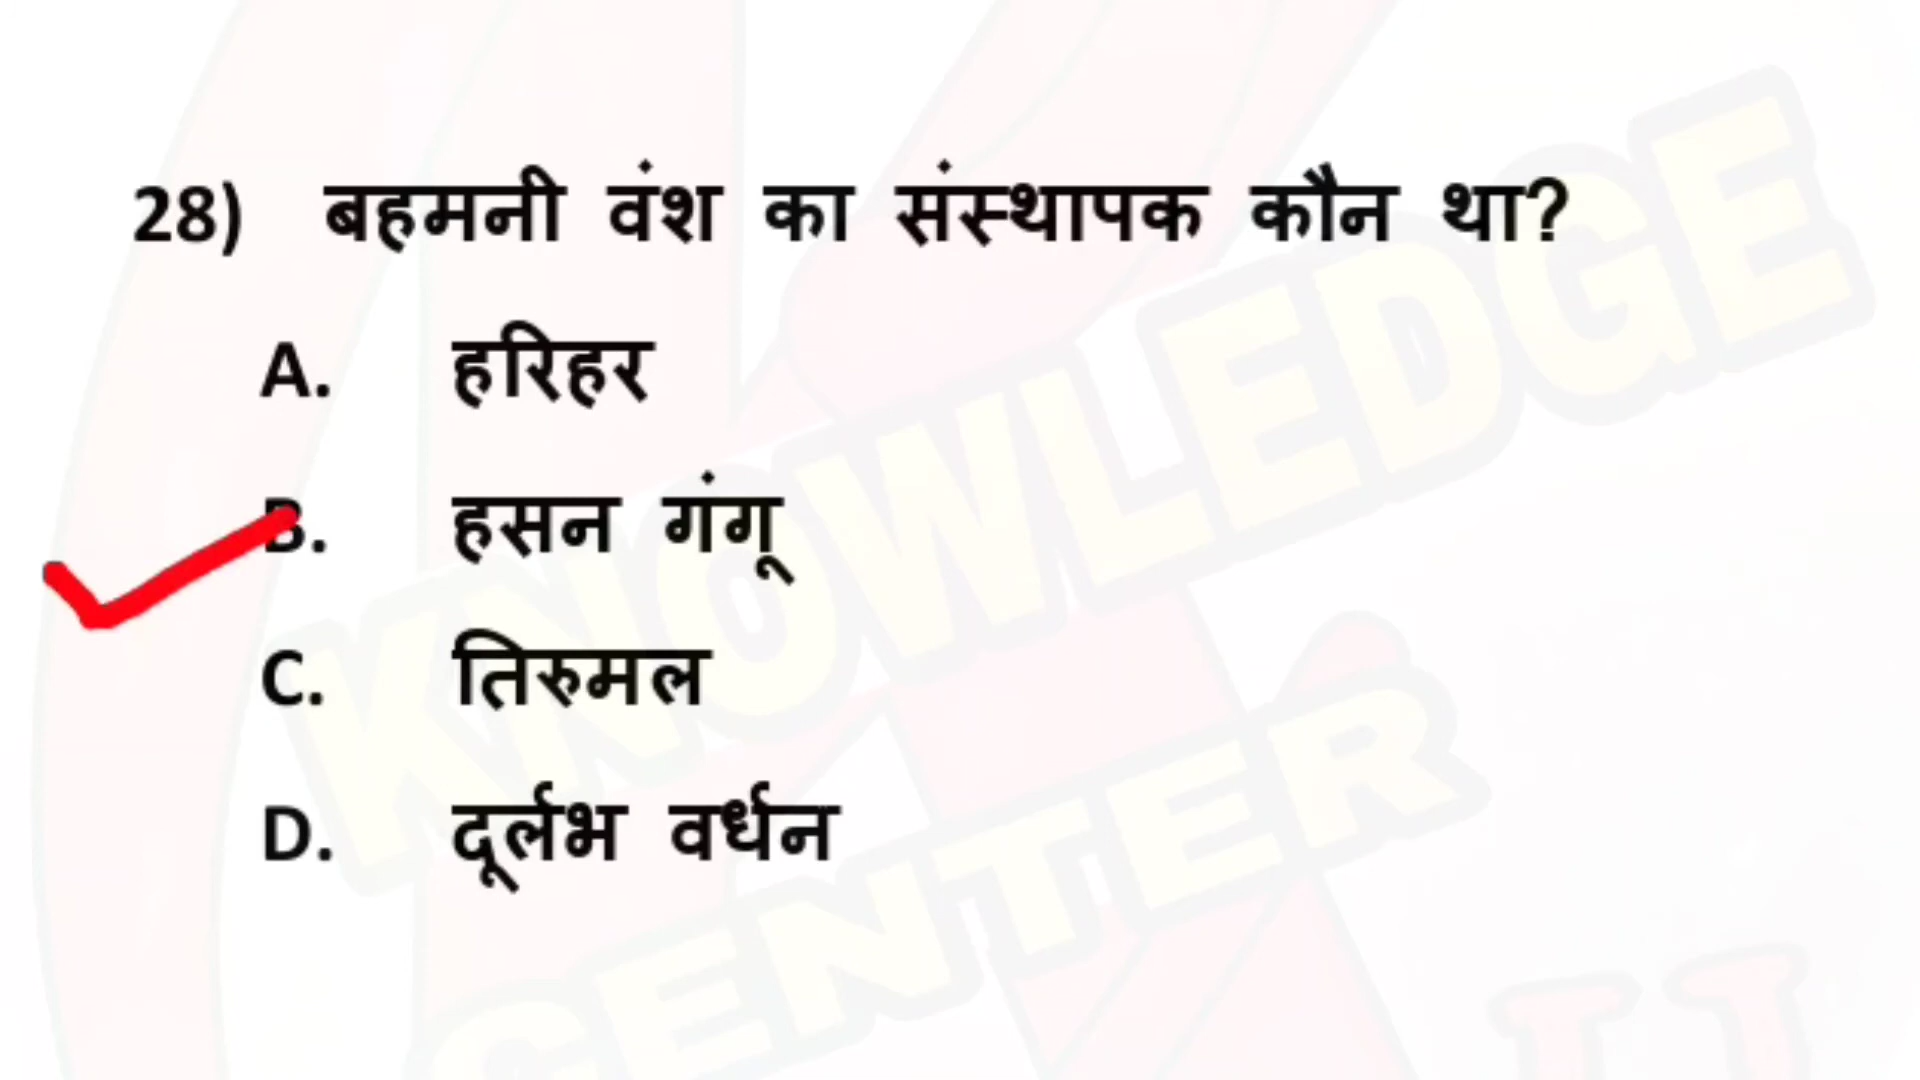 28) बहमनी वंश का संस्थापक कौन था?
A. हरिहर
B. हसन गंगू
C. तिरुमल
D. दूर्लभ वर्धन
KNOWLEDGE
CENTER